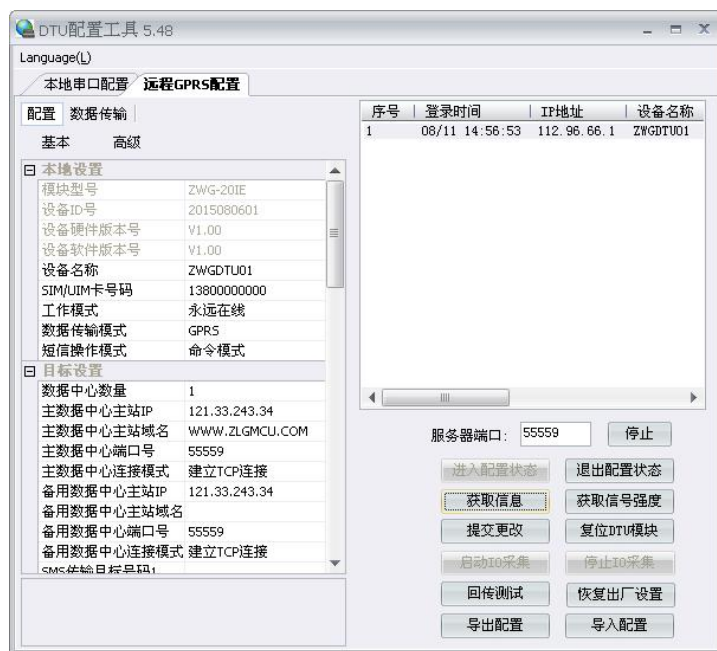 DTU配置工具 5.48
Language(L)
本地串口配置 远程GPRS配置
配置 数据传输
基本 高级
本地设置
模块型号 ZWG-20IE
设备ID号 2015080601
设备硬件版本号 V1.00
设备软件版本号 V1.00
设备名称 ZWGDTU01
SIM/UIM卡号码 13800000000
工作模式 永远在线
数据传输模式 GPRS
短信操作模式 命令模式
目标设置
数据中心数量 1
主数据中心主站IP 121.33.243.34
主数据中心主站域名 WWW.ZLGMCU.COM
主数据中心端口号 55559
主数据中心连接模式 建立TCP连接
备用数据中心主站IP 121.33.243.34
备用数据中心主站域名
备用数据中心端口号 55559
备用数据中心连接模式 建立TCP连接
SMS传输目标号码1
序号 登录时间 IP地址 设备名称
1 08/11 14:56:53 112.96.66.1 ZWGDTU01
服务器端口: 55559 停止
进入配置状态 退出配置状态
获取信息 获取信号强度
提交更改 复位DTU模块
启动IO采集 停止IO采集
回传测试 恢复出厂设置
导出配置 导入配置